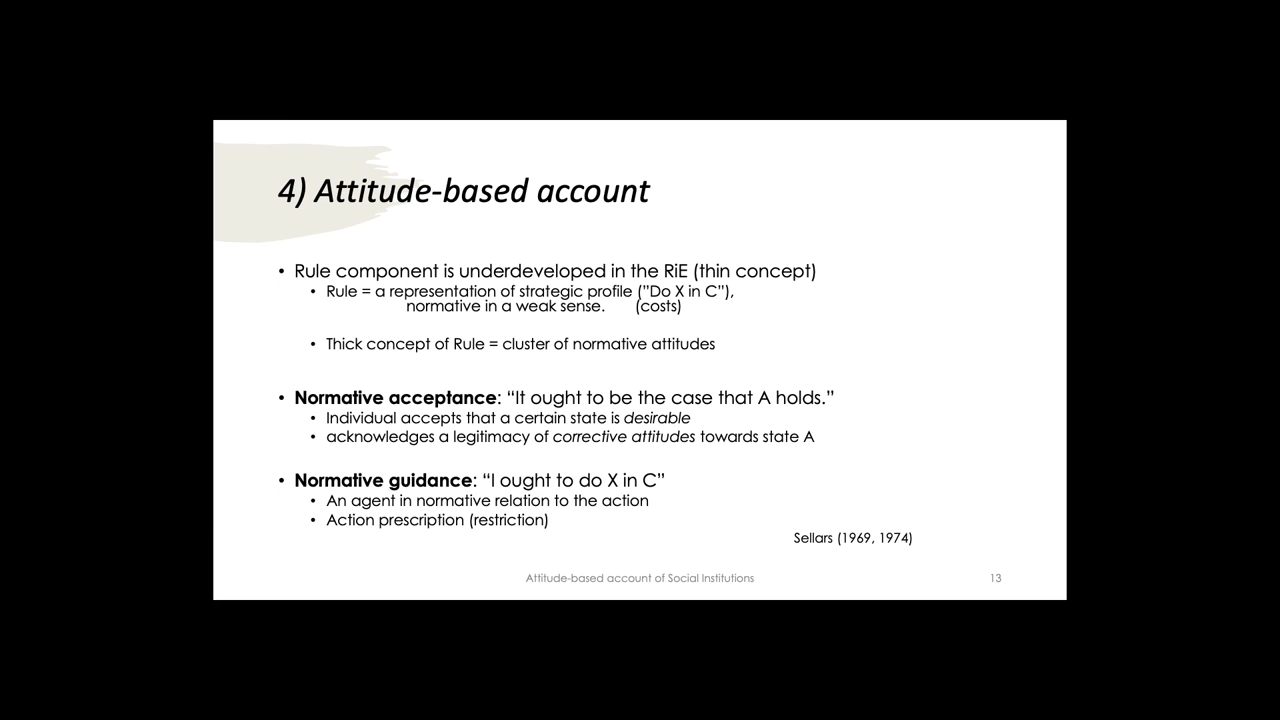 4) Attitude-based account
• Rule component is underdeveloped in the RiE (thin concept)
• Rule = a representation of strategic profile (”Do X in C”),
normative in a weak sense. (costs)
• Thick concept of Rule = cluster of normative attitudes
• Normative acceptance: “It ought to be the case that A holds.”
• Individual accepts that a certain state is desirable
• acknowledges a legitimacy of corrective attitudes towards state A
• Normative guidance: “I ought to do X in C”
• An agent in normative relation to the action
• Action prescription (restriction)
Sellars (1969, 1974)
Attitude-based account of Social Institutions
13